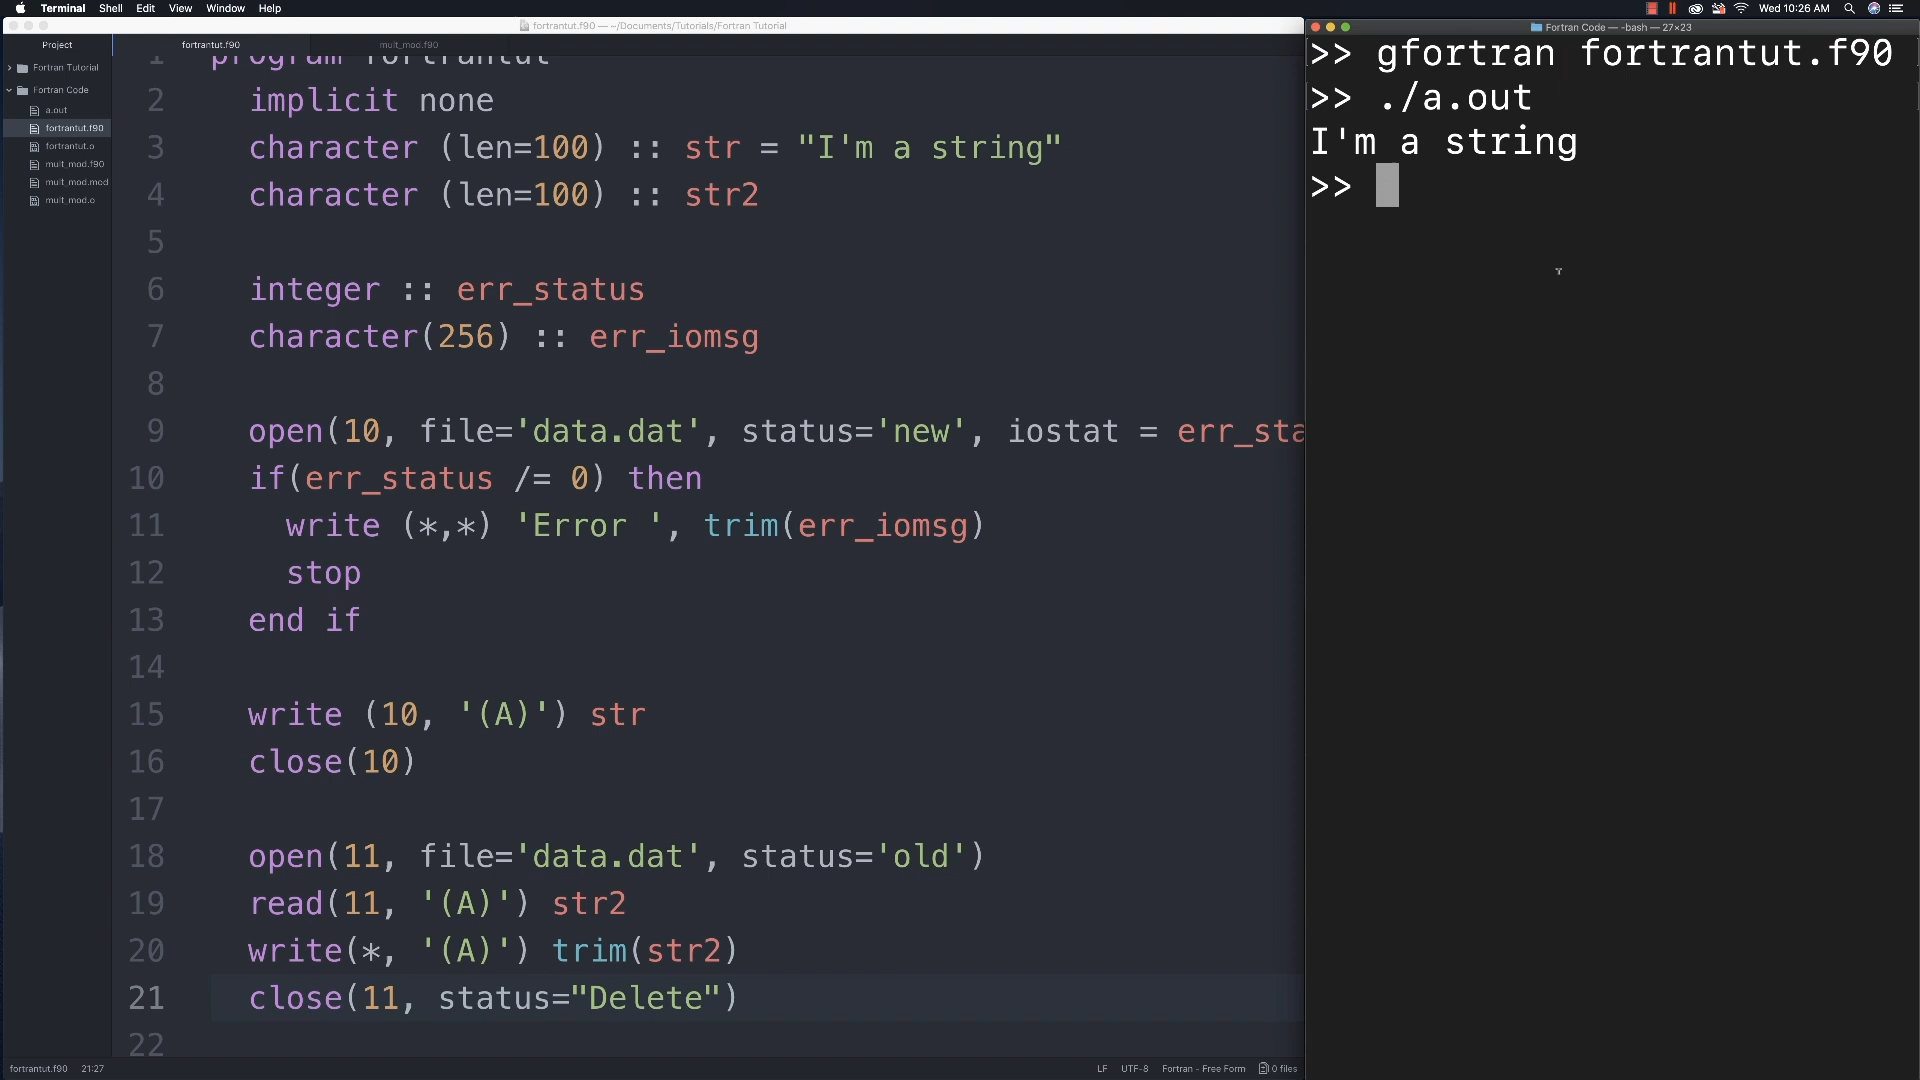 Terminal Shell Edit View Window Help
Wed 10:26 AM
fortrantut.f90 — ~/Documents/Tutorials/Fortran Tutorial
Project
Fortran Tutorial
Fortran Code
a.out
fortrantut.f90
fortrantut.o
mult_mod.f90
mult_mod.mod
mult_mod.o
fortrantut.f90 mult_mod.f90
1 program fortrantut
2 implicit none
3 character (len=100) :: str = "I'm a string"
4 character (len=100) :: str2
5
6 integer :: err_status
7 character(256) :: err_iomsg
8
9 open(10, file='data.dat', status='new', iostat = err_sta
10 if(err_status /= 0) then
11 write (*,*) 'Error ', trim(err_iomsg)
12 stop
13 end if
14
15 write (10, '(A)') str
16 close(10)
17
18 open(11, file='data.dat', status='old')
19 read(11, '(A)') str2
20 write(*, '(A)') trim(str2)
21 close(11, status="Delete")
22
fortrantut.f90 21:27
LF UTF-8 Fortran - Free Form 0 files
Fortran Code — -bash — 27×23
>> gfortran fortrantut.f90
>> ./a.out
I'm a string
>>